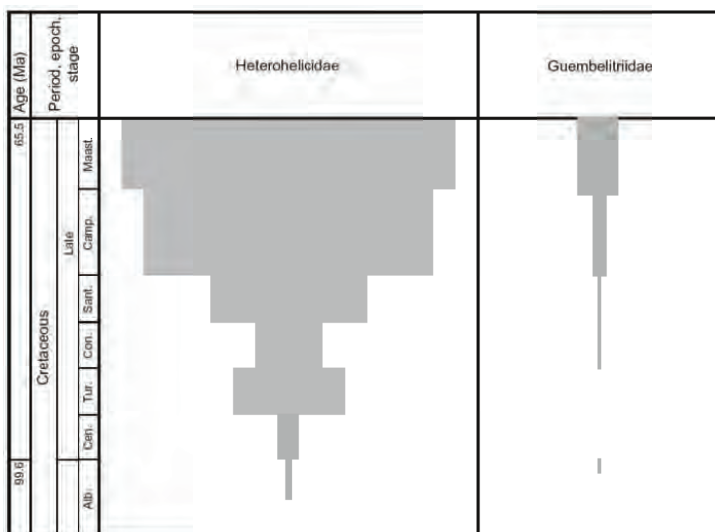 Age (Ma)
Period, epoch,
stage
Heterohelicidae
Guembelitriidae
65.5
99.6
Cretaceous
Late
Maast.
Camp.
Sant.
Con.
Tur.
Cen.
Alb.